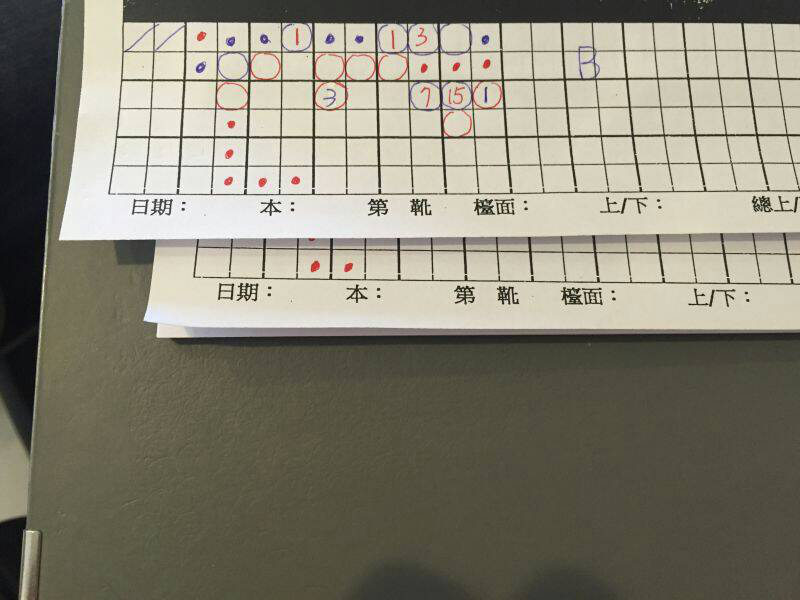 1 1 3
B
3 7 15 1
日期： 本： 第 靴 檯面： 上/下： 總上/
日期： 本： 第 靴 檯面： 上/下：